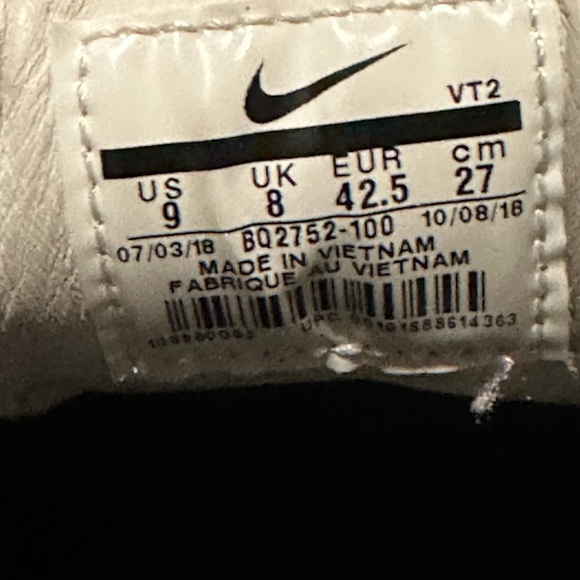 VT2
US UK EUR cm
9 8 42.5 27
07/03/18 BQ2752-100 10/08/18
MADE IN VIETNAM
FABRIQUE AU VIETNAM
UPC